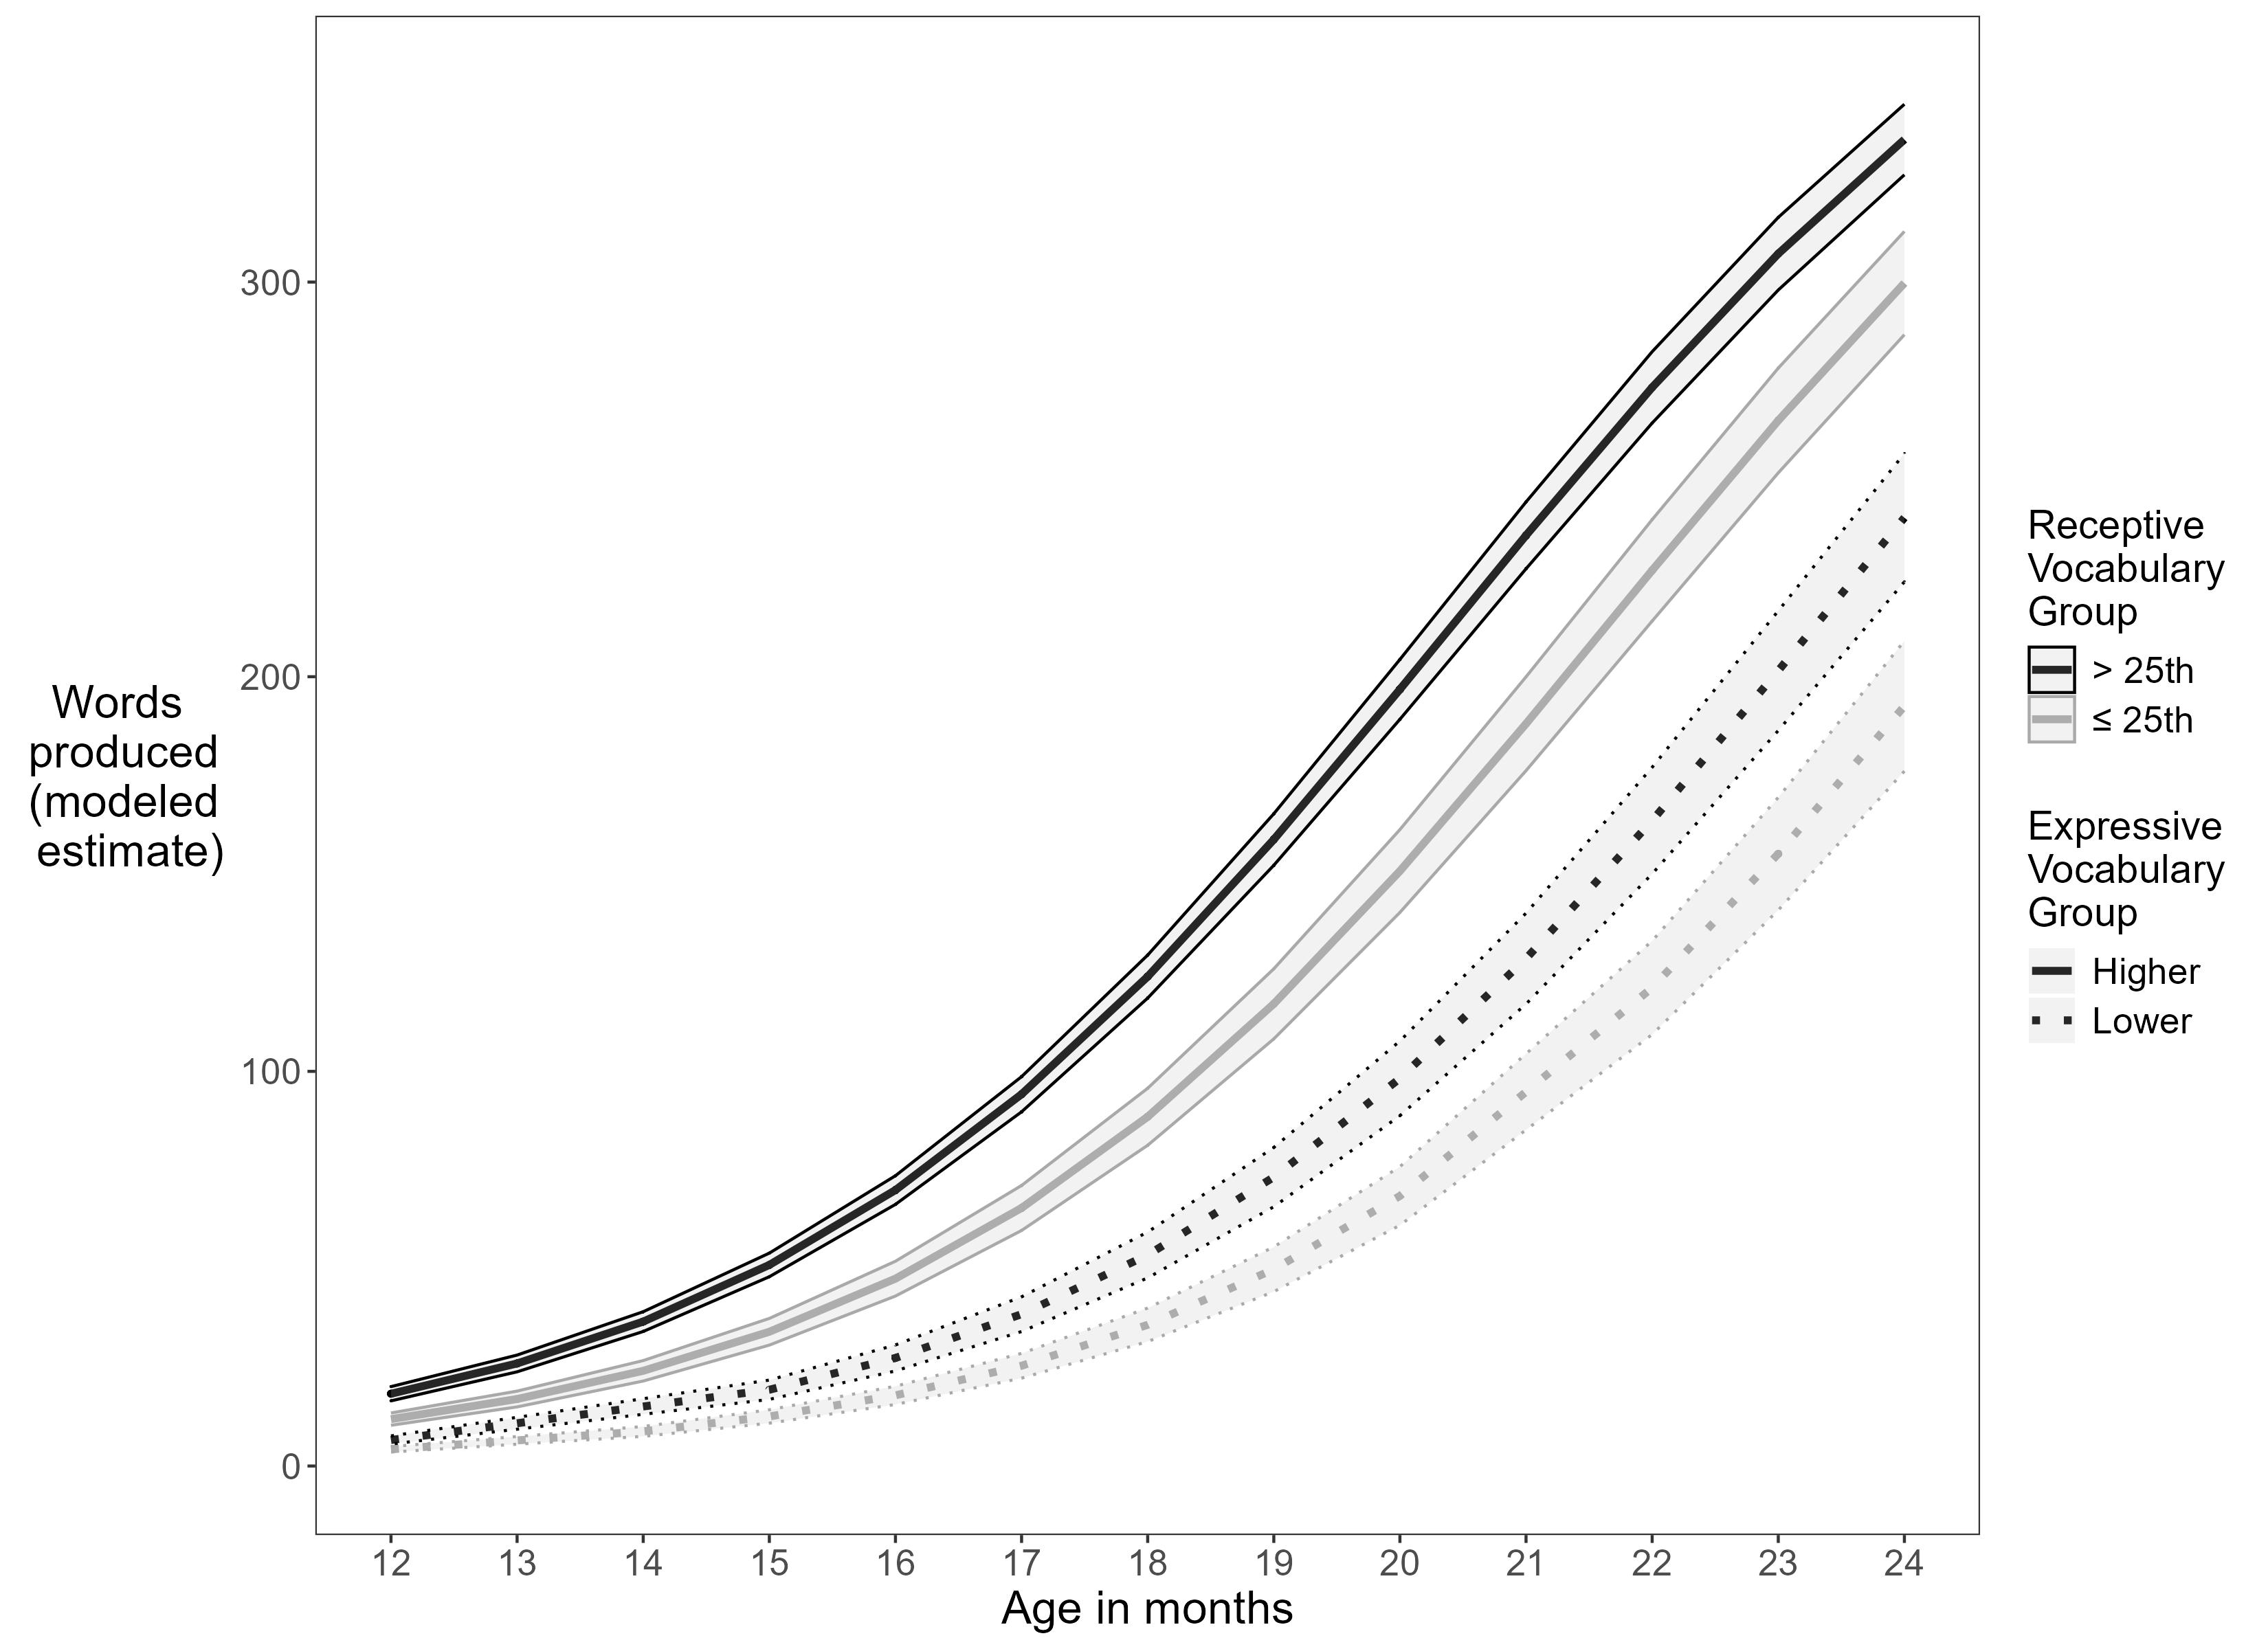 300
200
100
0
Words
produced
(modeled
estimate)
12 13 14 15 16 17 18 19 20 21 22 23 24
Age in months
Receptive
Vocabulary
Group
> 25th
≤ 25th
Expressive
Vocabulary
Group
Higher
Lower